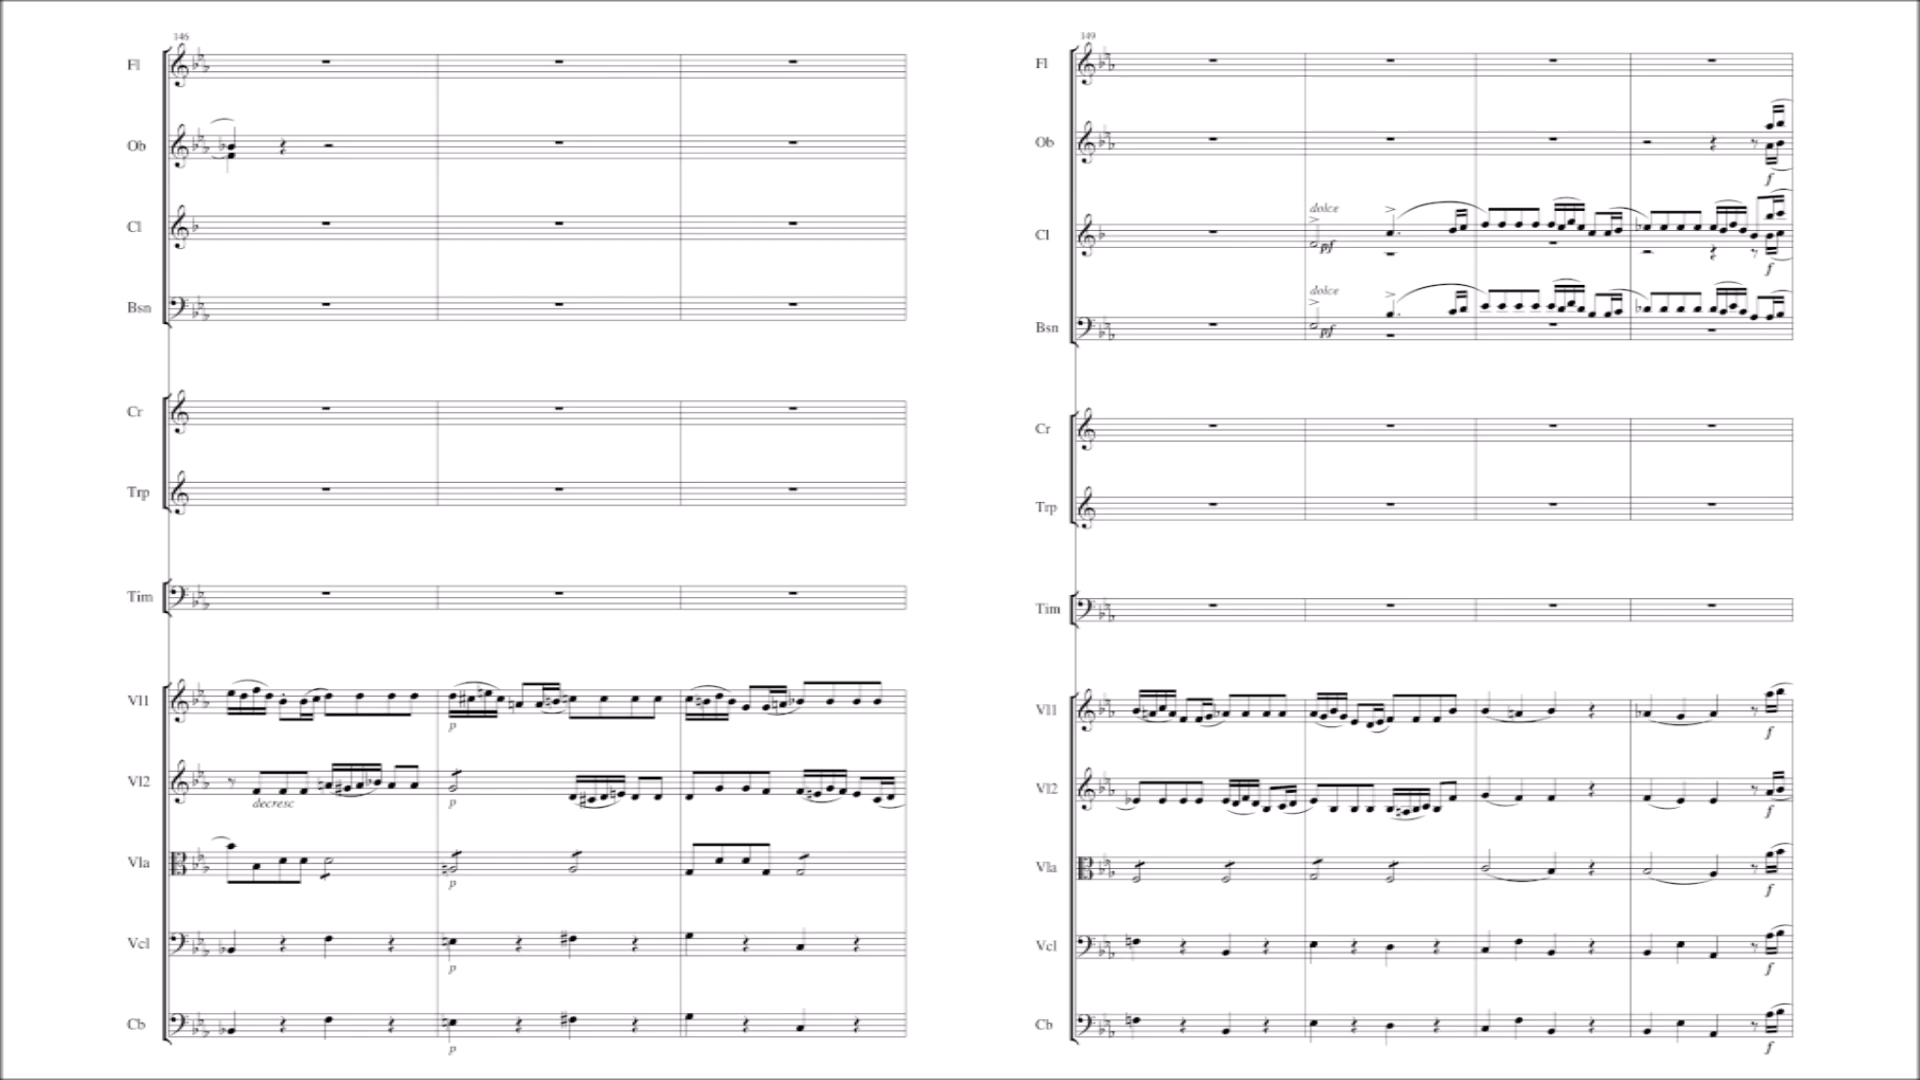 146
Fl
Ob
Cl
Bsn
Cr
Trp
Tim
Vl1
p
Vl2
decresc
p
Vla
p
Vcl
p
Cb
p
149
Fl
Ob
f
dolce
Cl
pf
f
dolce
Bsn
pf
Cr
Trp
Tim
Vl1
f
Vl2
f
Vla
f
Vcl
f
Cb
f